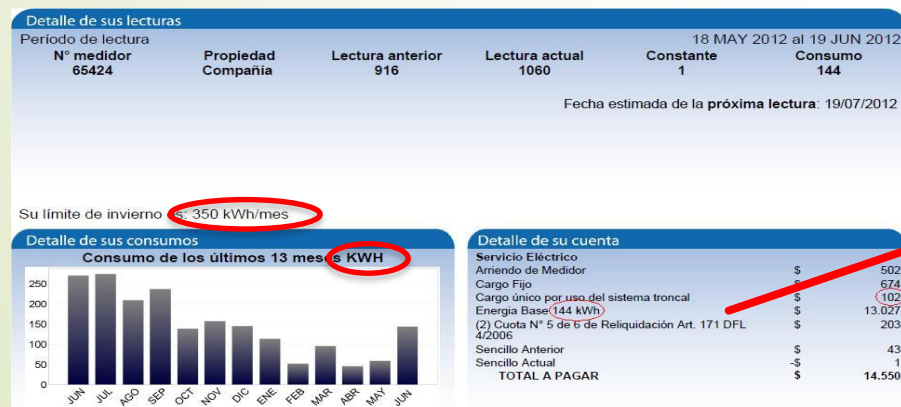 Detalle de sus lecturas
Período de lectura 18 MAY 2012 al 19 JUN 2012
N° medidor Propiedad Lectura anterior Lectura actual Constante Consumo
65424 Compañía 916 1060 1 144
Fecha estimada de la próxima lectura: 19/07/2012
Su límite de invierno es: 350 kWh/mes
Detalle de sus consumos
Consumo de los últimos 13 meses KWH
250
200
150
100
50
0
JUN JUL AGO SEP OCT NOV DIC ENE FEB MAR ABR MAY JUN
Detalle de su cuenta
Servicio Eléctrico
Arriendo de Medidor $ 502
Cargo Fijo $ 674
Cargo único por uso del sistema troncal $ 102
Energia Base 144 kWh $ 13.027
(2) Cuota N° 5 de 6 de Reliquidación Art. 171 DFL $ 203
4/2006
Sencillo Anterior $ 43
Sencillo Actual -$ 1
TOTAL A PAGAR $ 14.550